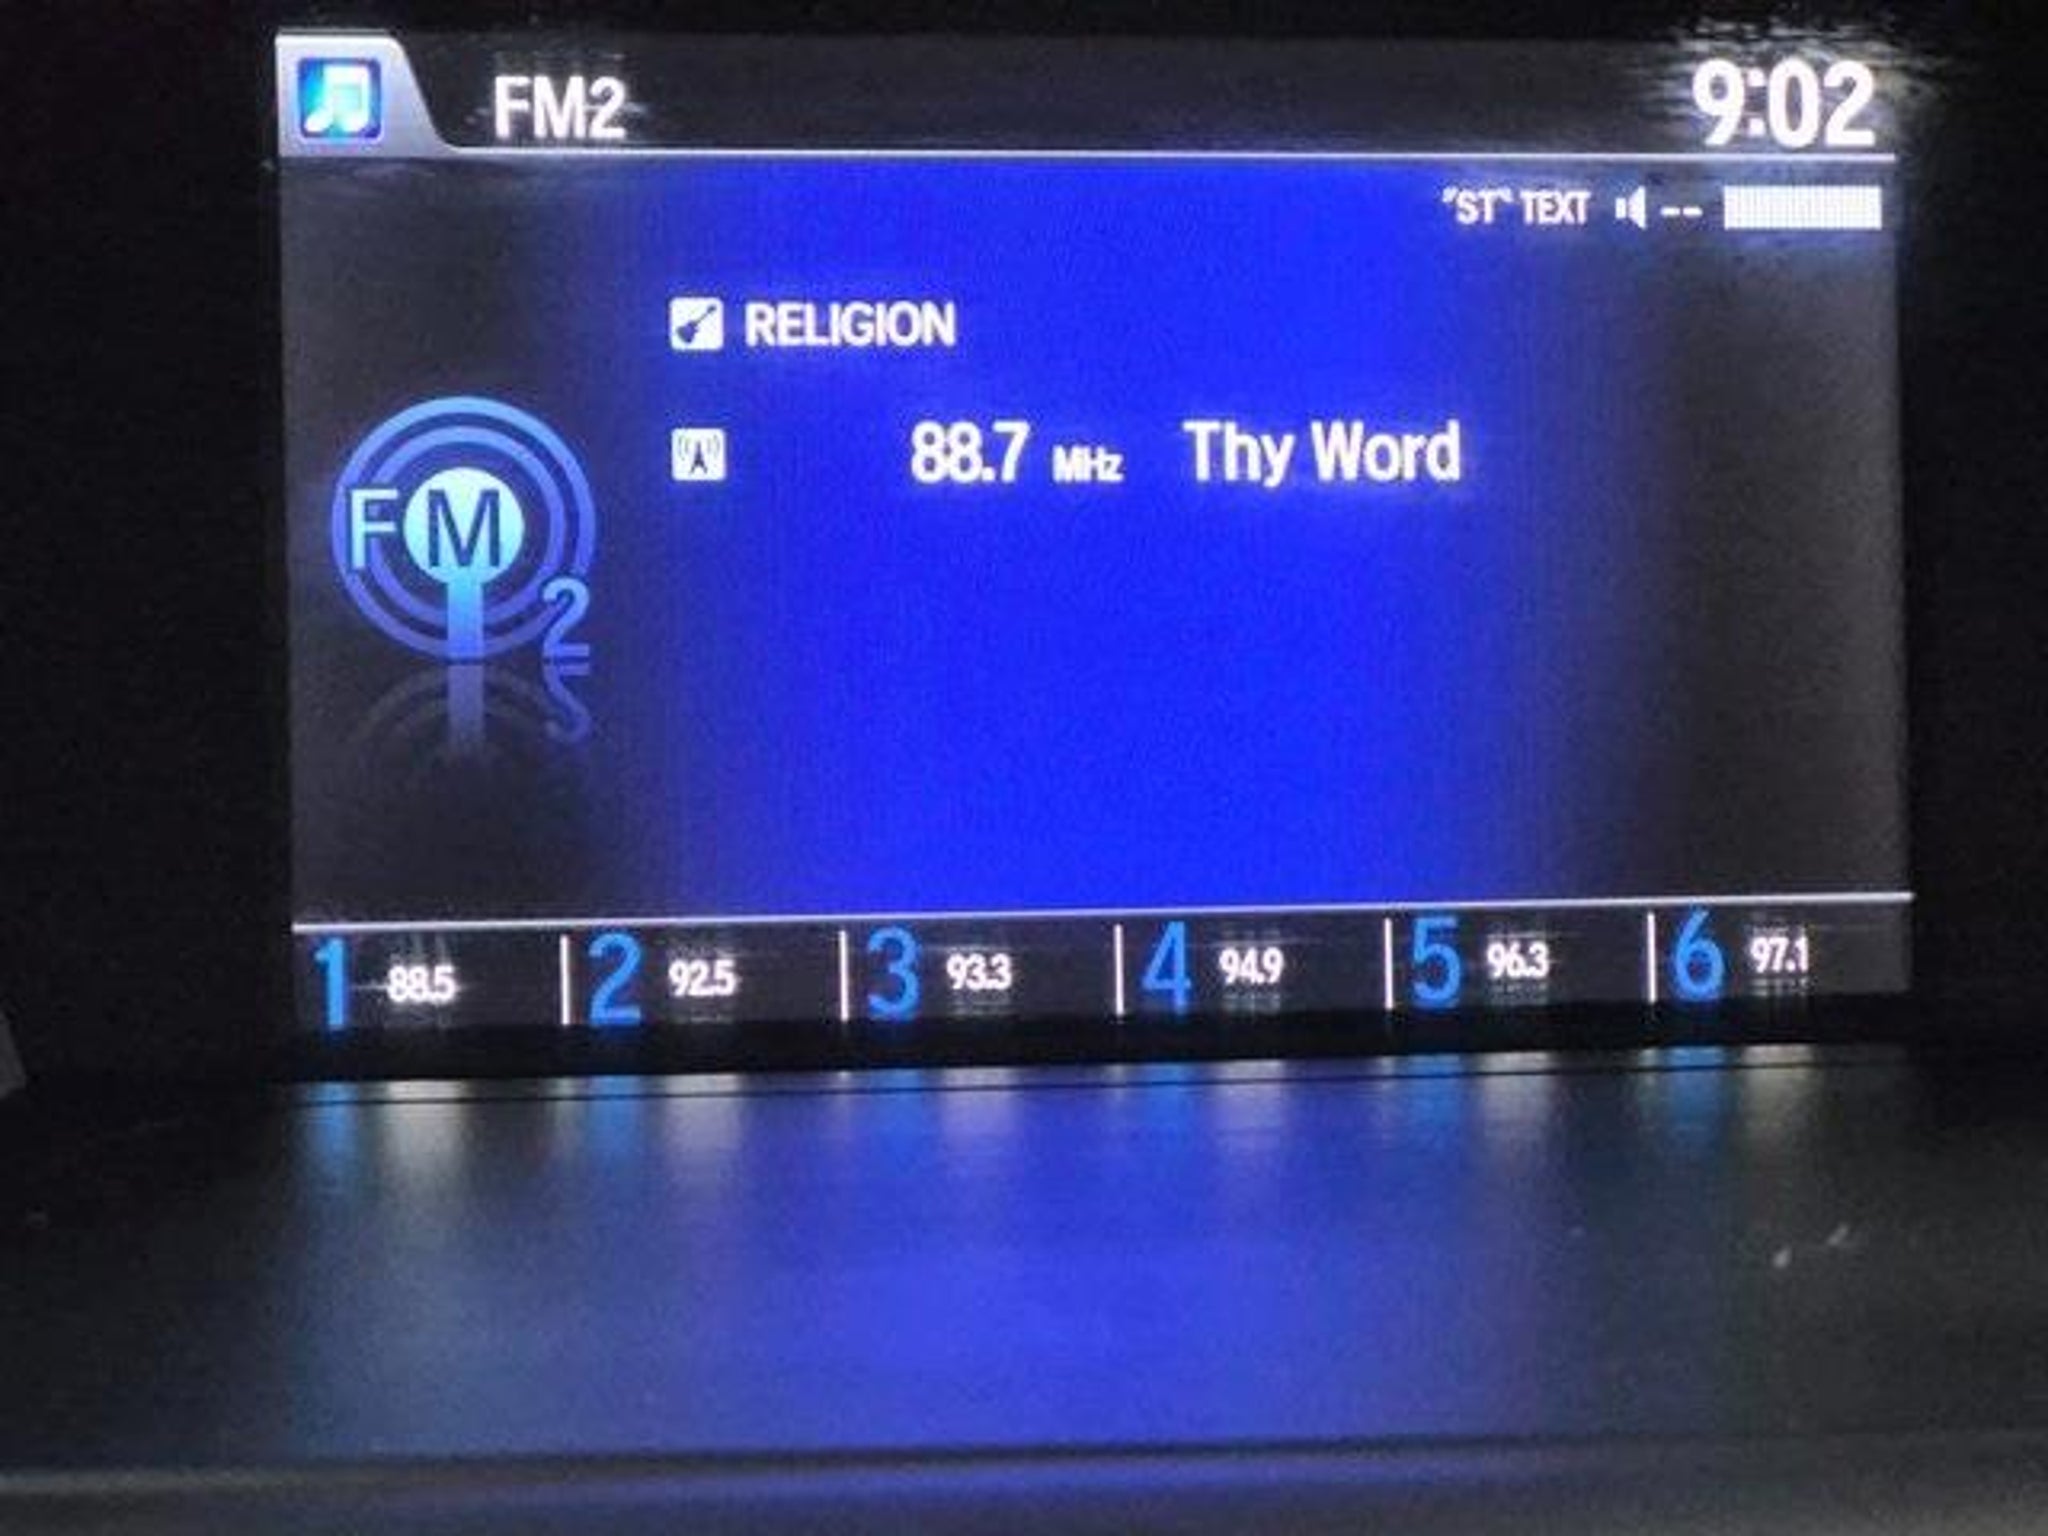 FM2 9:02
"ST" TEXT --
RELIGION
88.7 MHz Thy Word
FM
2
1 88.5 2 92.5 3 93.3 4 94.9 5 96.3 6 97.1